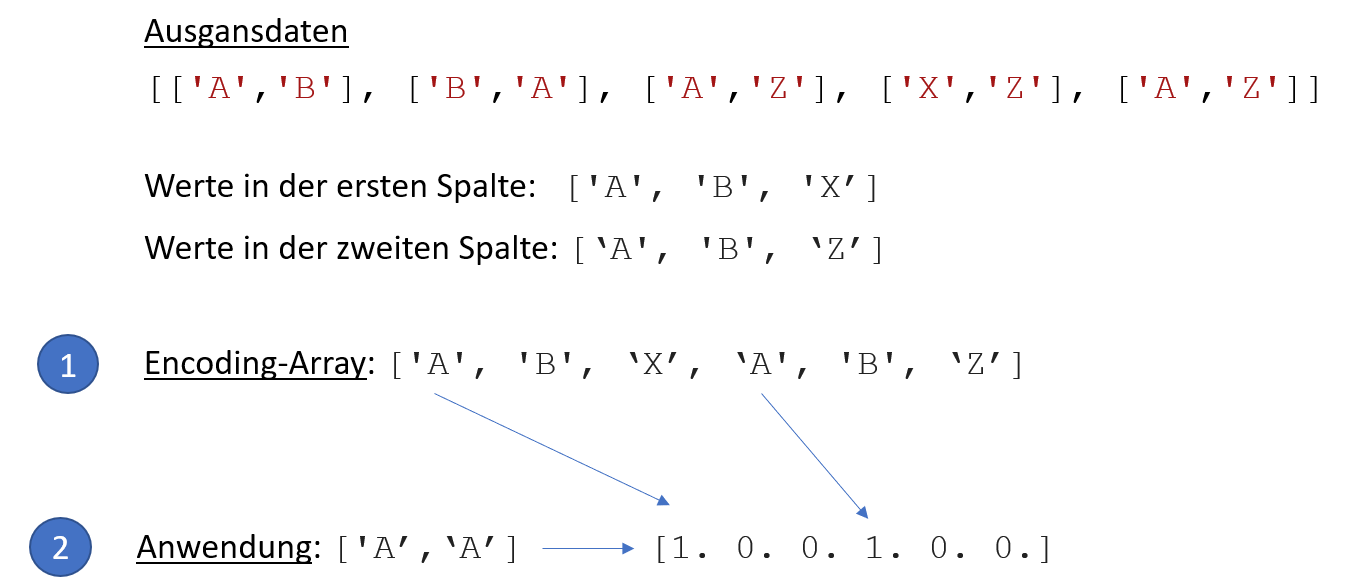 Ausgansdaten
[['A','B'], ['B','A'], ['A','Z'], ['X','Z'], ['A','Z']]
Werte in der ersten Spalte: ['A', 'B', 'X’]
Werte in der zweiten Spalte: [‘A', 'B', ‘Z’]
1 Encoding-Array: ['A', 'B', ‘X’, ‘A', 'B', ‘Z’]
2 Anwendung: ['A’,‘A’] [1. 0. 0. 1. 0. 0.]